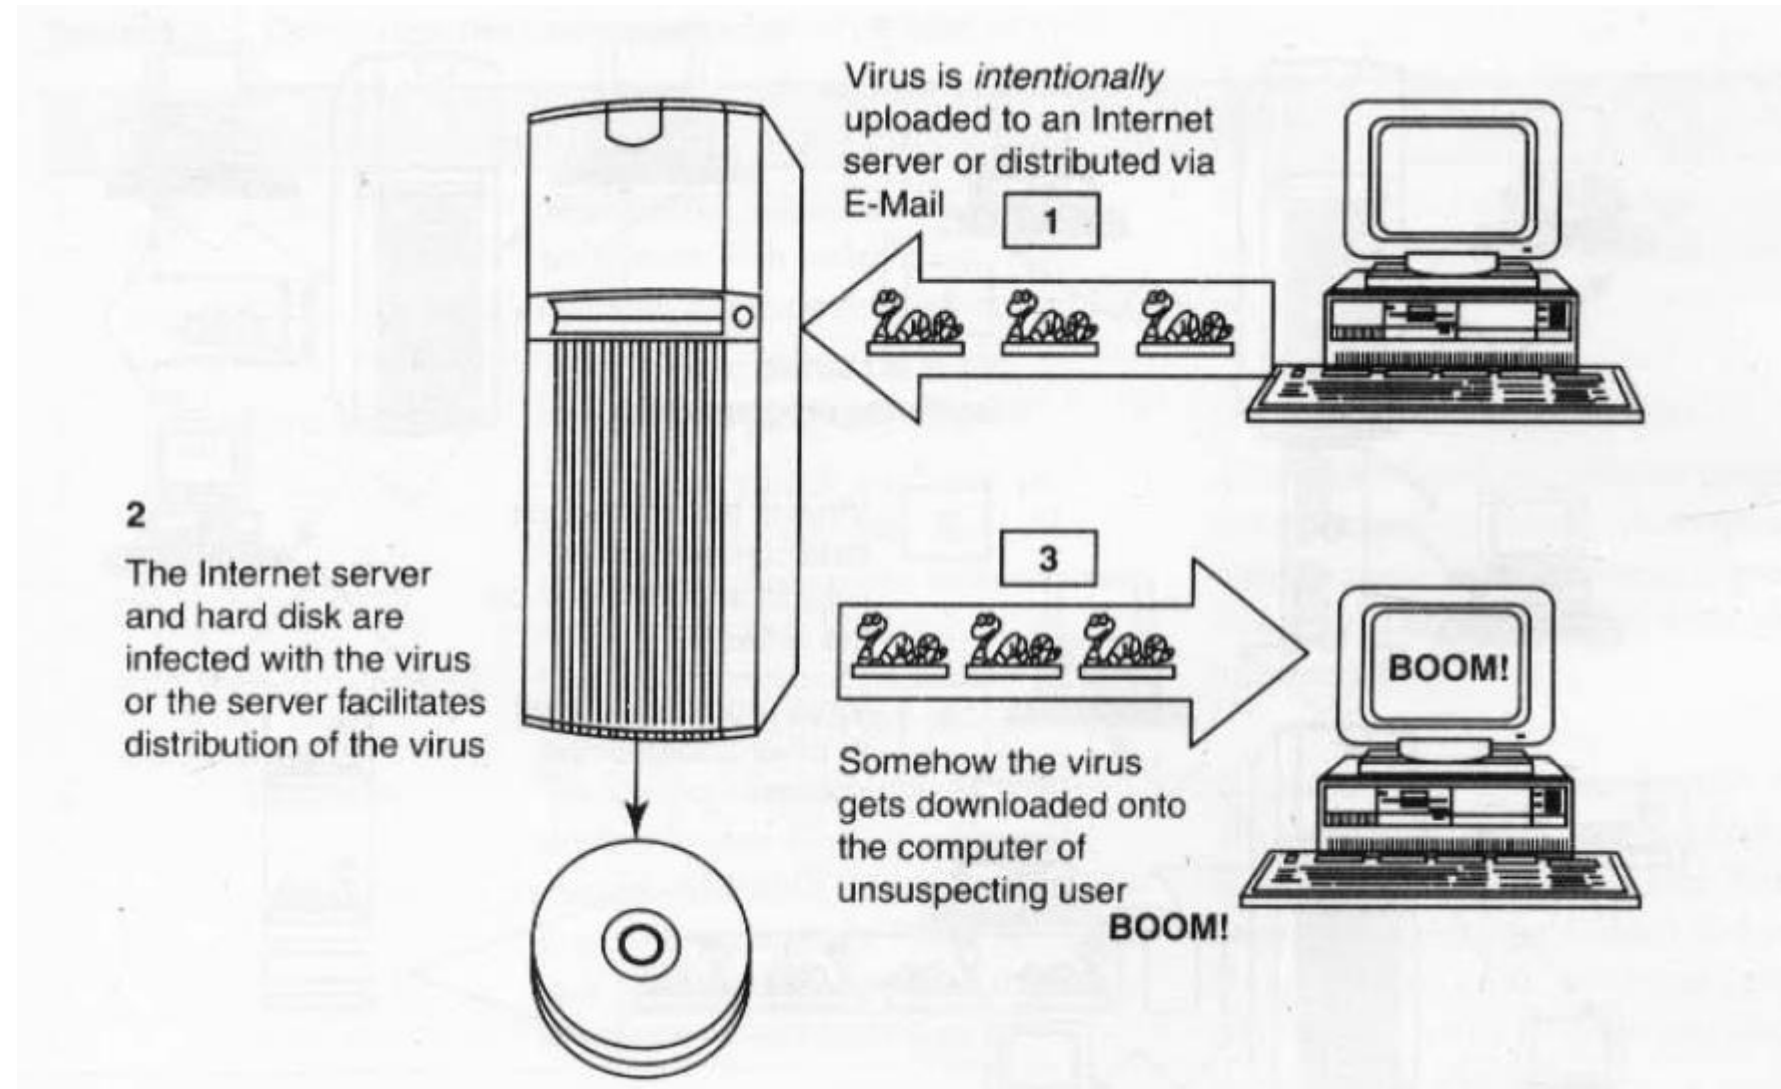 Virus is intentionally
uploaded to an Internet
server or distributed via
E-Mail
1
2
The Internet server
and hard disk are
infected with the virus
or the server facilitates
distribution of the virus
3
BOOM!
Somehow the virus
gets downloaded onto
the computer of
unsuspecting user
BOOM!